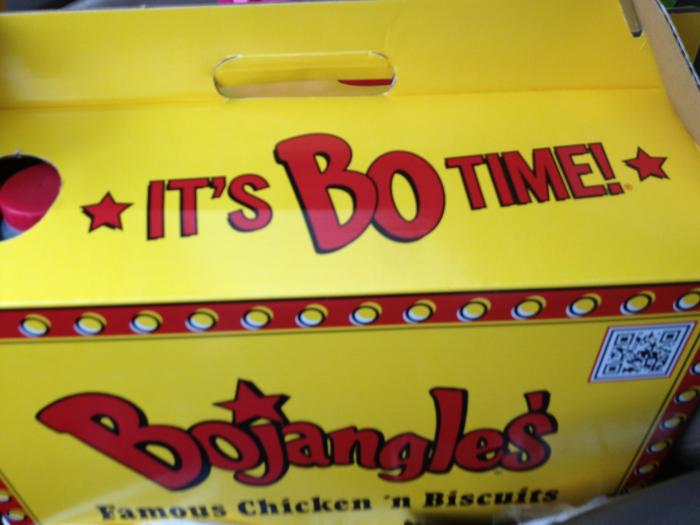 IT'S BO TIME!
Bojangles'
Famous Chicken 'n Biscuits